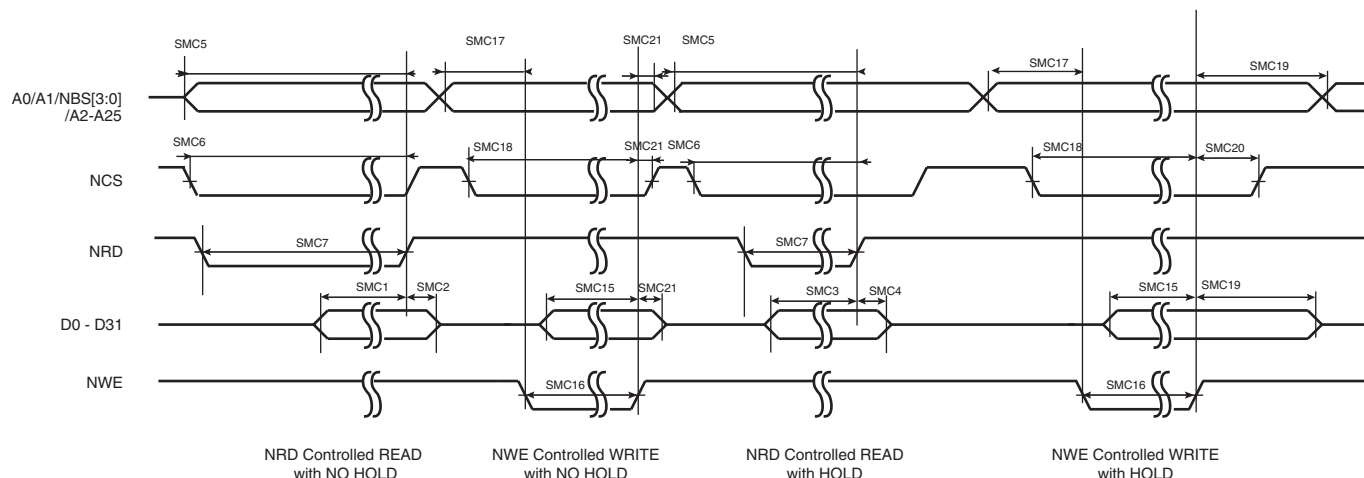 SMC5
SMC17
SMC21
SMC5
SMC17
SMC19
A0/A1/NBS[3:0]
/A2-A25
SMC6
SMC18
SMC21
SMC6
SMC18
SMC20
NCS
SMC7
SMC7
NRD
SMC1
SMC2
SMC15
SMC21
SMC3
SMC4
SMC15
SMC19
D0 - D31
NWE
SMC16
SMC16
NRD Controlled READ
with NO HOLD
NWE Controlled WRITE
with NO HOLD
NRD Controlled READ
with HOLD
NWE Controlled WRITE
with HOLD